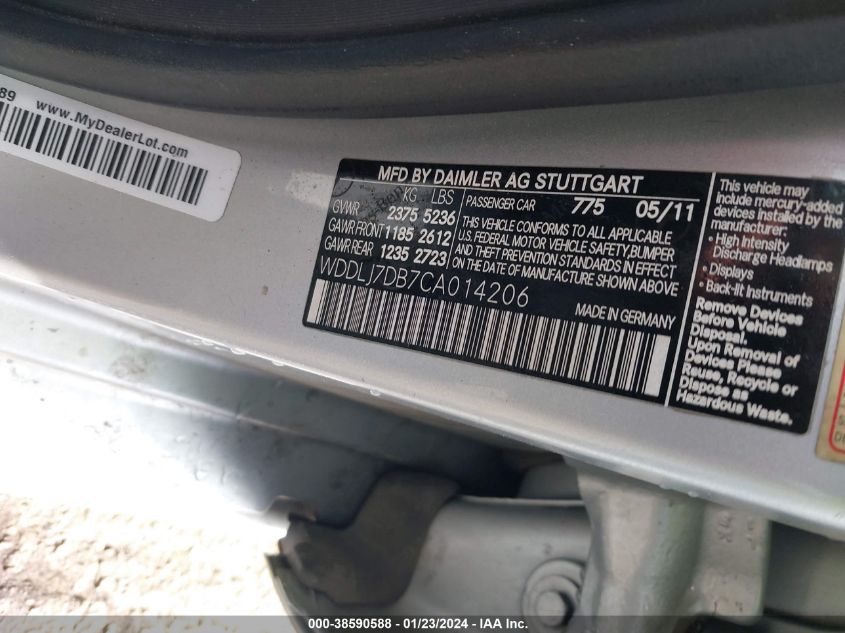 89
www.MyDealerLot.com
MFD BY DAIMLER AG STUTTGART
KG LBS
GVWR 2375 5236
GAWR FRONT 1185 2612
GAWR REAR 1235 2723
PASSENGER CAR 775 05/11
THIS VEHICLE CONFORMS TO ALL APPLICABLE
U.S. FEDERAL MOTOR VEHICLE SAFETY, BUMPER
AND THEFT PREVENTION STANDARDS IN EFFECT
ON THE DATE OF MANUFACTURE SHOWN ABOVE
WDDLJ7DB7CA014206
MADE IN GERMANY
This vehicle may
include mercury-added
devices installed by the
manufacturer:
• High Intensity
Discharge Headlamps
• Displays
• Back-lit Instruments
Remove Devices
Before Vehicle
Disposal.
Upon Removal of
Devices Please
Reuse, Recycle or
Dispose as
Hazardous Waste.
000-38590588 - 01/23/2024 - IAA, Inc.